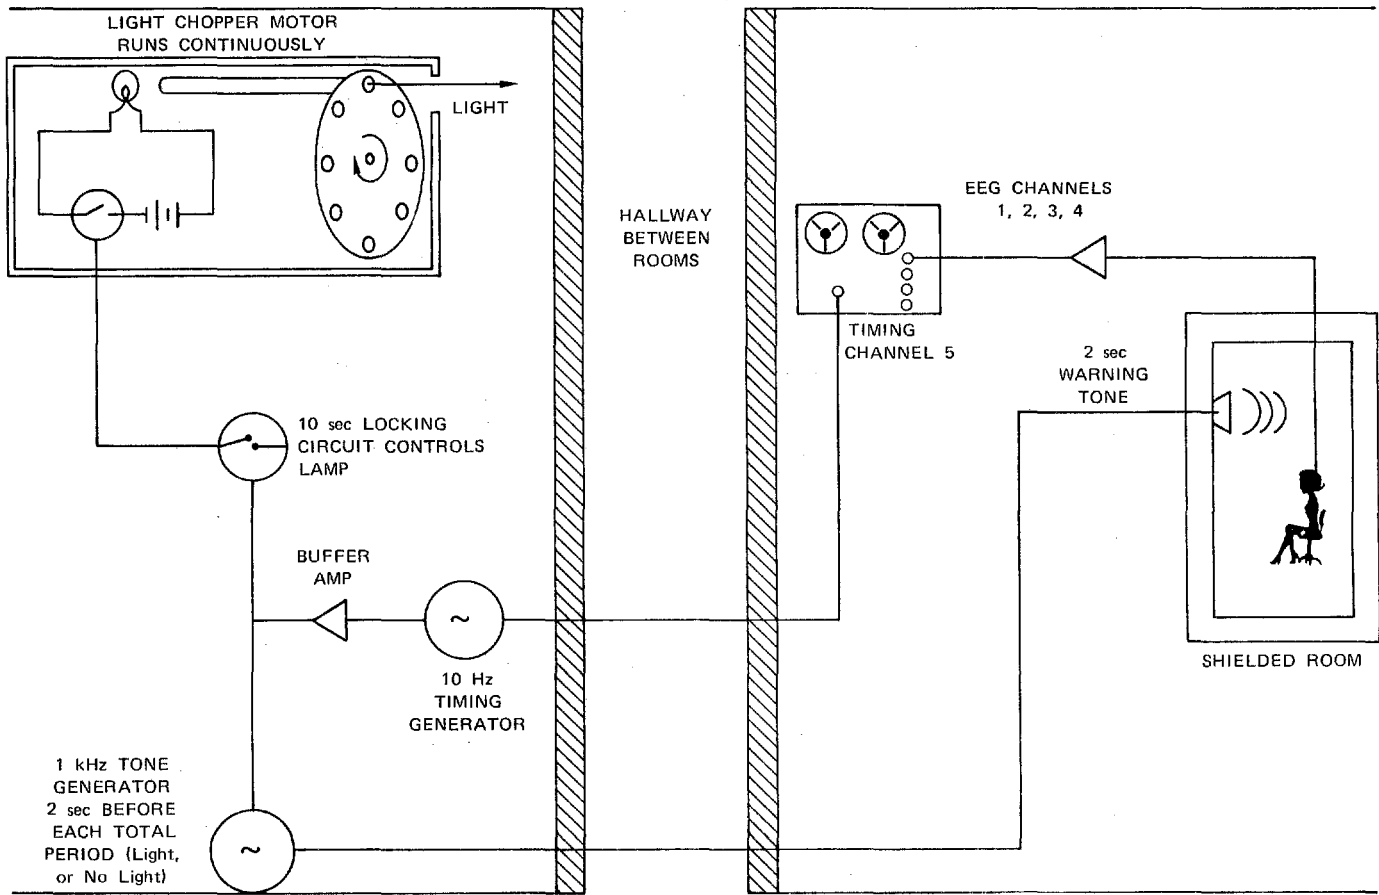 LIGHT CHOPPER MOTOR
RUNS CONTINUOUSLY
LIGHT
HALLWAY
BETWEEN
ROOMS
EEG CHANNELS
1, 2, 3, 4
TIMING
CHANNEL 5
2 sec
WARNING
TONE
10 sec LOCKING
CIRCUIT CONTROLS
LAMP
BUFFER
AMP
~
10 Hz
TIMING
GENERATOR
SHIELDED ROOM
1 kHz TONE
GENERATOR
2 sec BEFORE
EACH TOTAL
PERIOD (Light,
or No Light)
~